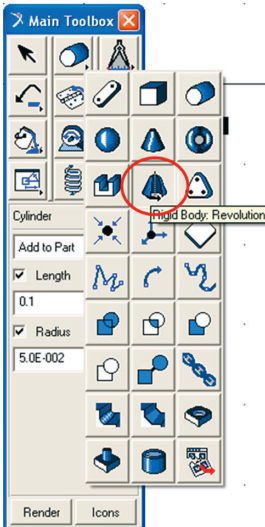 Main Toolbox
Rigid Body: Revolution
Cylinder
Add to Part
Length
0.1
Radius
5.0E-002
Render
Icons